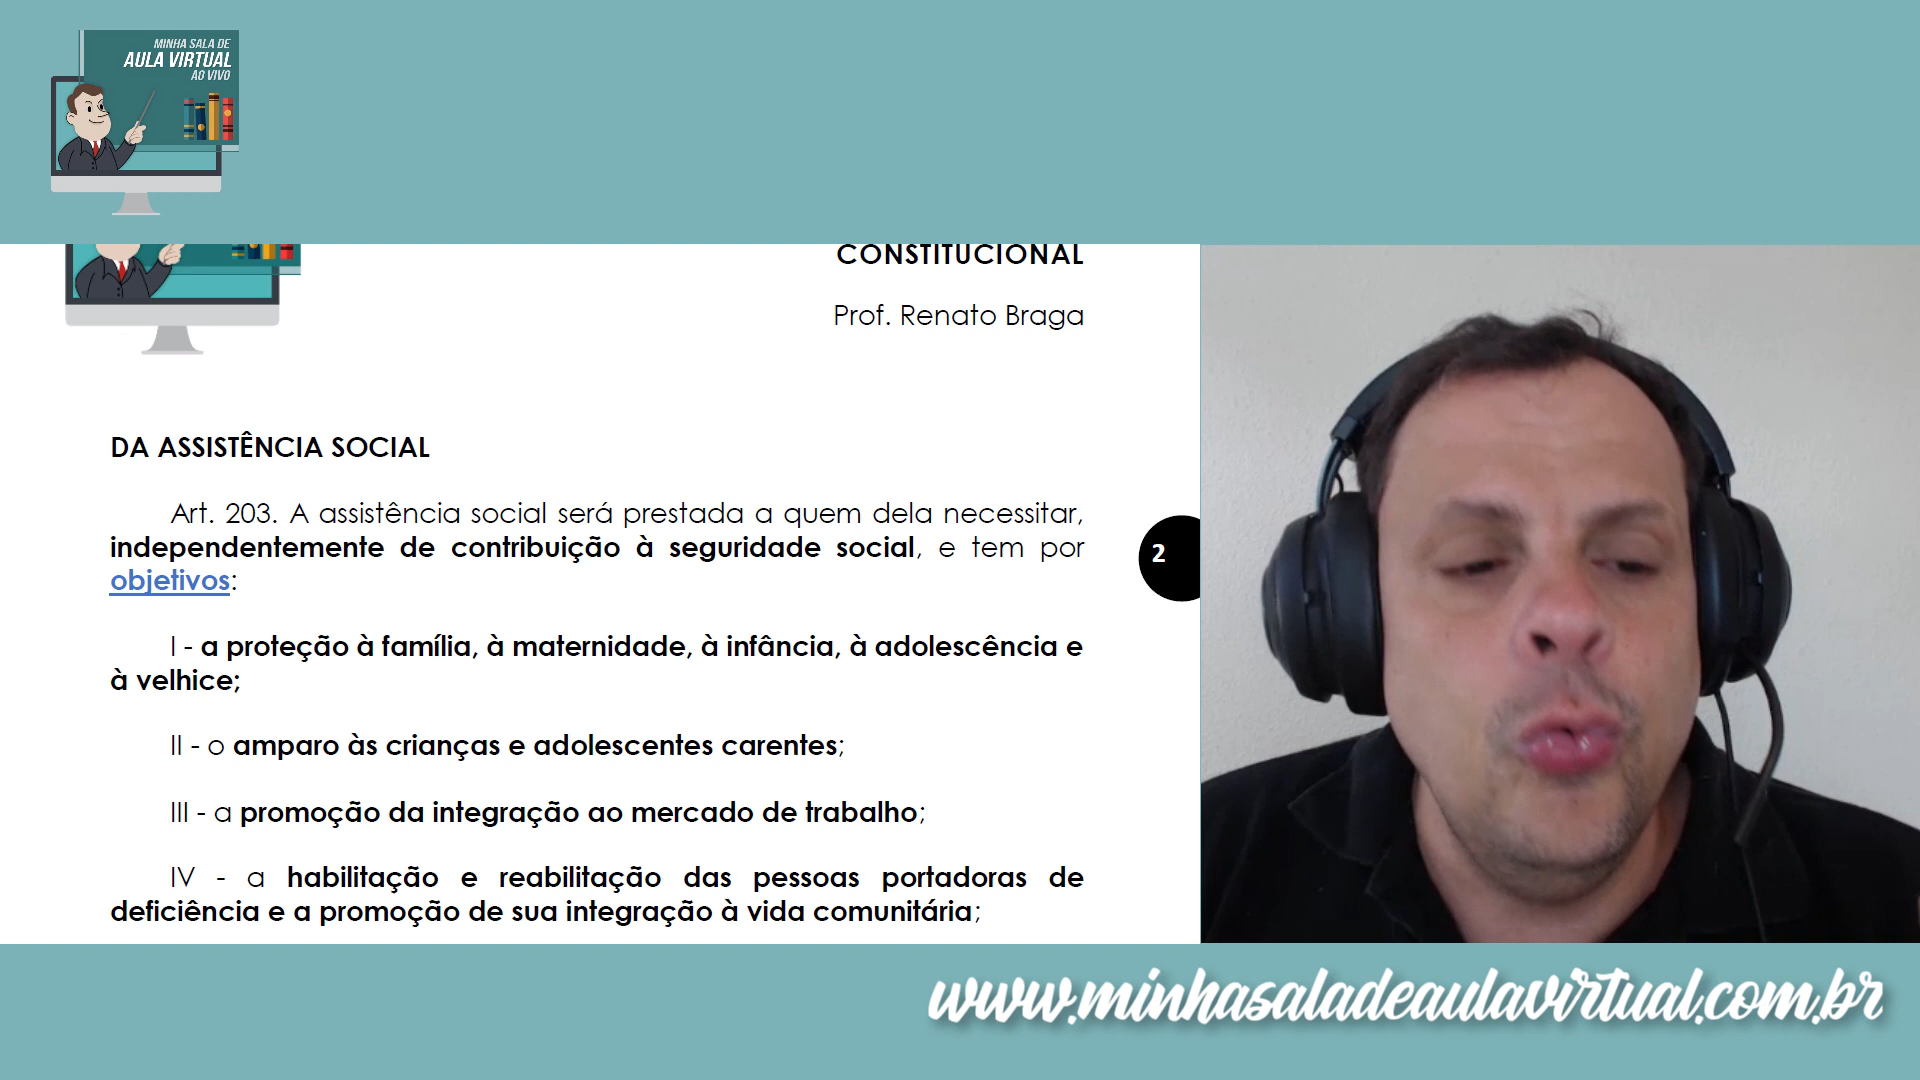 MINHA SALA DE
AULA VIRTUAL
AO VIVO
CONSTITUCIONAL
Prof. Renato Braga
DA ASSISTÊNCIA SOCIAL
Art. 203. A assistência social será prestada a quem dela necessitar,
independentemente de contribuição à seguridade social, e tem por
objetivos:
2
I - a proteção à família, à maternidade, à infância, à adolescência e
à velhice;
II - o amparo às crianças e adolescentes carentes;
III - a promoção da integração ao mercado de trabalho;
IV - a habilitação e reabilitação das pessoas portadoras de
deficiência e a promoção de sua integração à vida comunitária;
www.minhasaladeaulavirtual.com.br